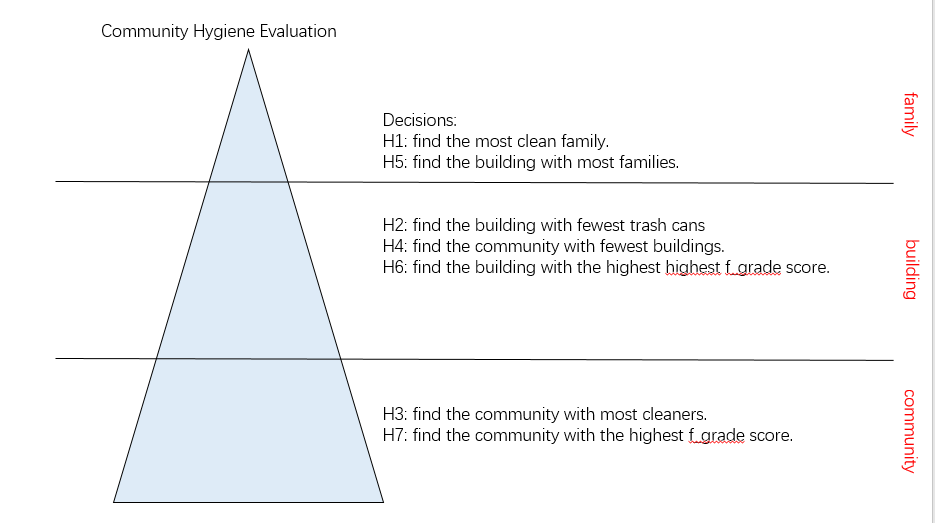 Community Hygiene Evaluation
Decisions:
H1: find the most clean family.
H5: find the building with most families.
family
H2: find the building with fewest trash cans
H4: find the community with fewest buildings.
H6: find the building with the highest highest f_grade score.
building
H3: find the community with most cleaners.
H7: find the community with the highest f_grade score.
community